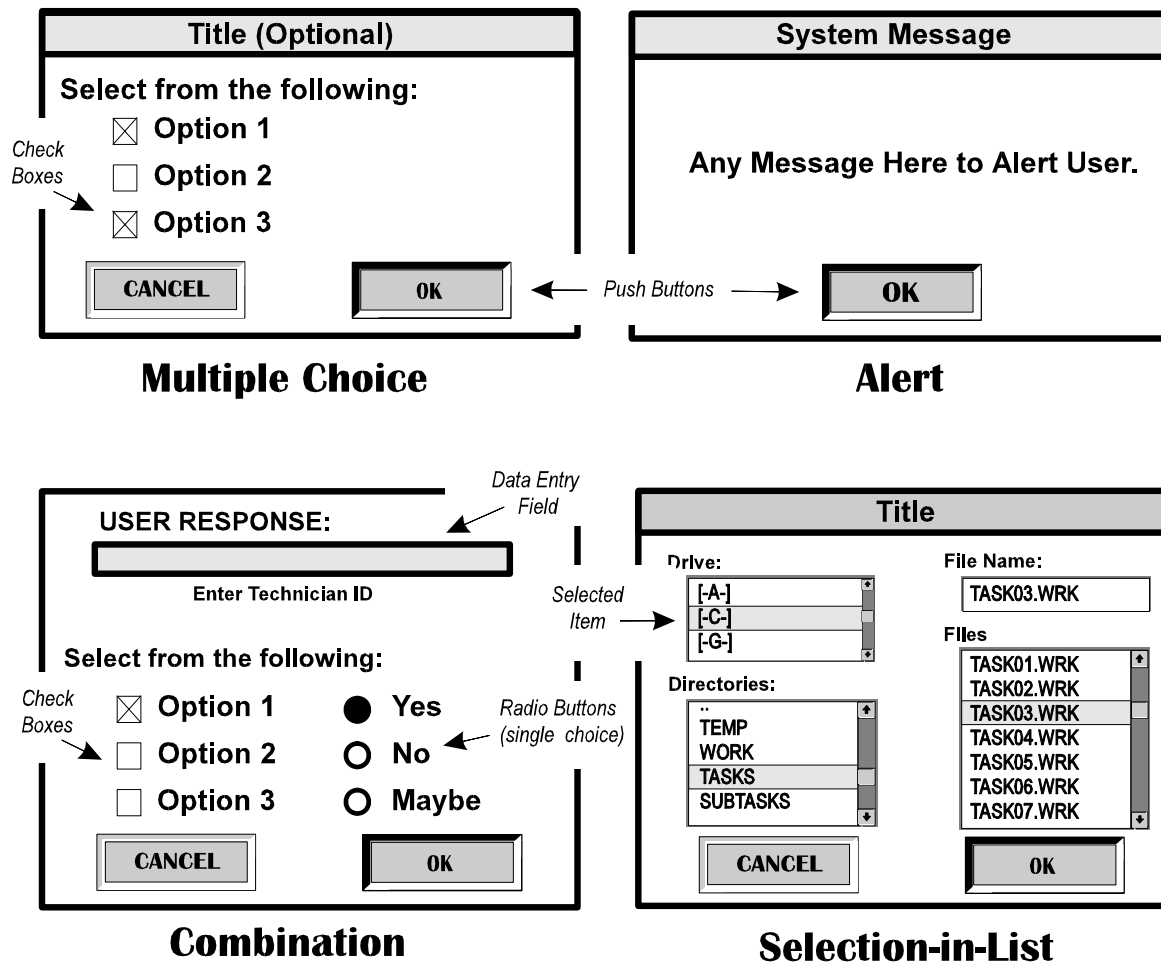 Title (Optional)
Select from the following:
Option 1
Option 2
Option 3
Check
Boxes
CANCEL
OK
Multiple Choice
System Message
Any Message Here to Alert User.
Push Buttons
OK
Alert
Data Entry
Field
USER RESPONSE:
Enter Technician ID
Select from the following:
Check
Boxes
Option 1
Option 2
Option 3
Yes
No
Maybe
Radio Buttons
(single choice)
CANCEL
OK
Combination
Title
Drive:
[-A-]
[-C-]
[-G-]
Selected
Item
Directories:
..
TEMP
WORK
TASKS
SUBTASKS
File Name:
TASK03.WRK
Files
TASK01.WRK
TASK02.WRK
TASK03.WRK
TASK04.WRK
TASK05.WRK
TASK06.WRK
TASK07.WRK
CANCEL
OK
Selection-in-List